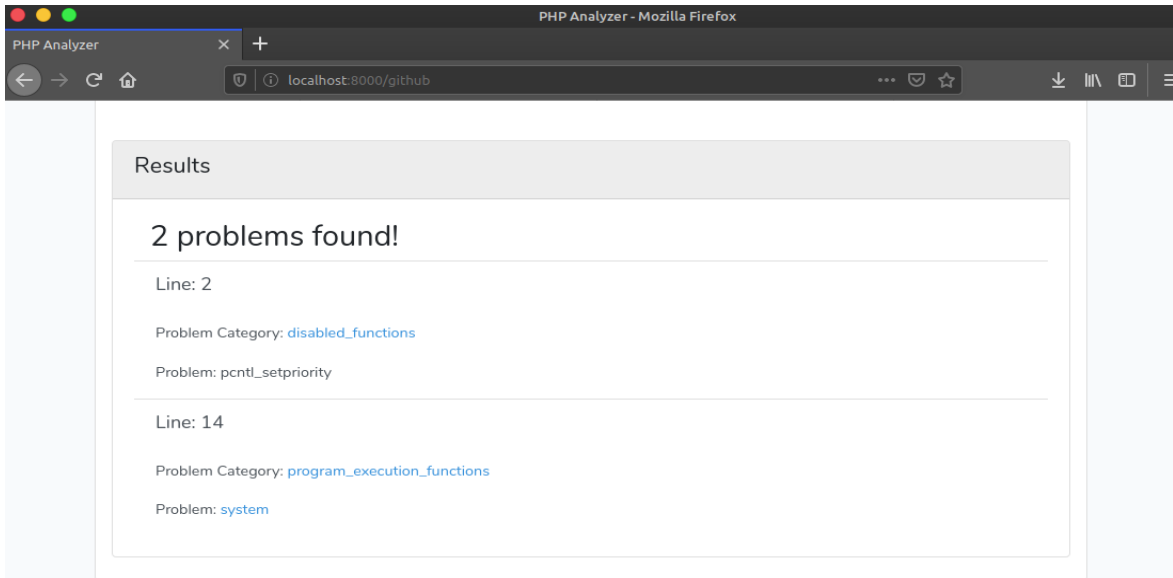 PHP Analyzer - Mozilla Firefox
PHP Analyzer
localhost:8000/github
Results
2 problems found!
Line: 2
Problem Category: disabled_functions
Problem: pcntl_setpriority
Line: 14
Problem Category: program_execution_functions
Problem: system